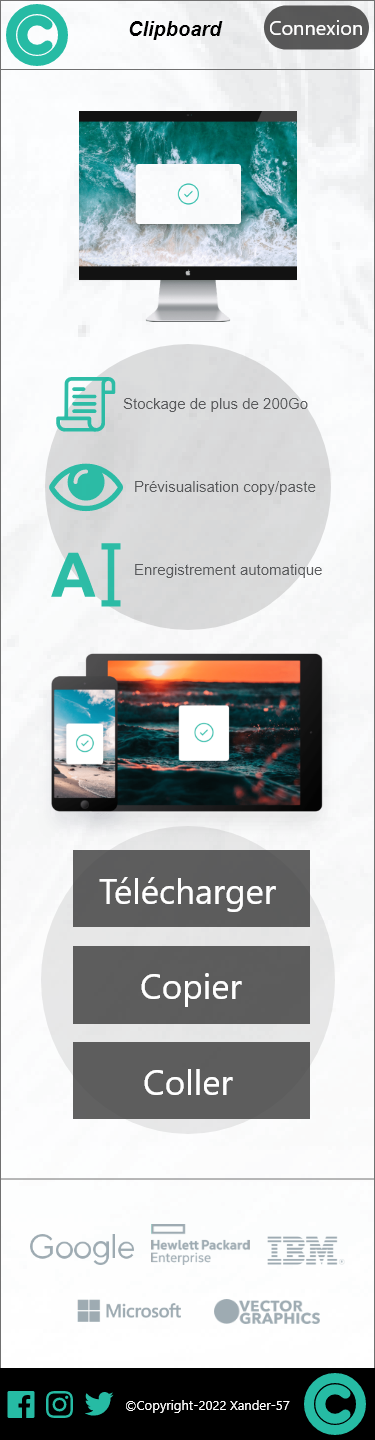 Clipboard
Connexion
Stockage de plus de 200Go
Prévisualisation copy/paste
Enregistrement automatique
Télécharger
Copier
Coller
Google
Hewlett Packard
Enterprise
IBM
Microsoft
VECTOR
GRAPHICS
©Copyright-2022 Xander-57